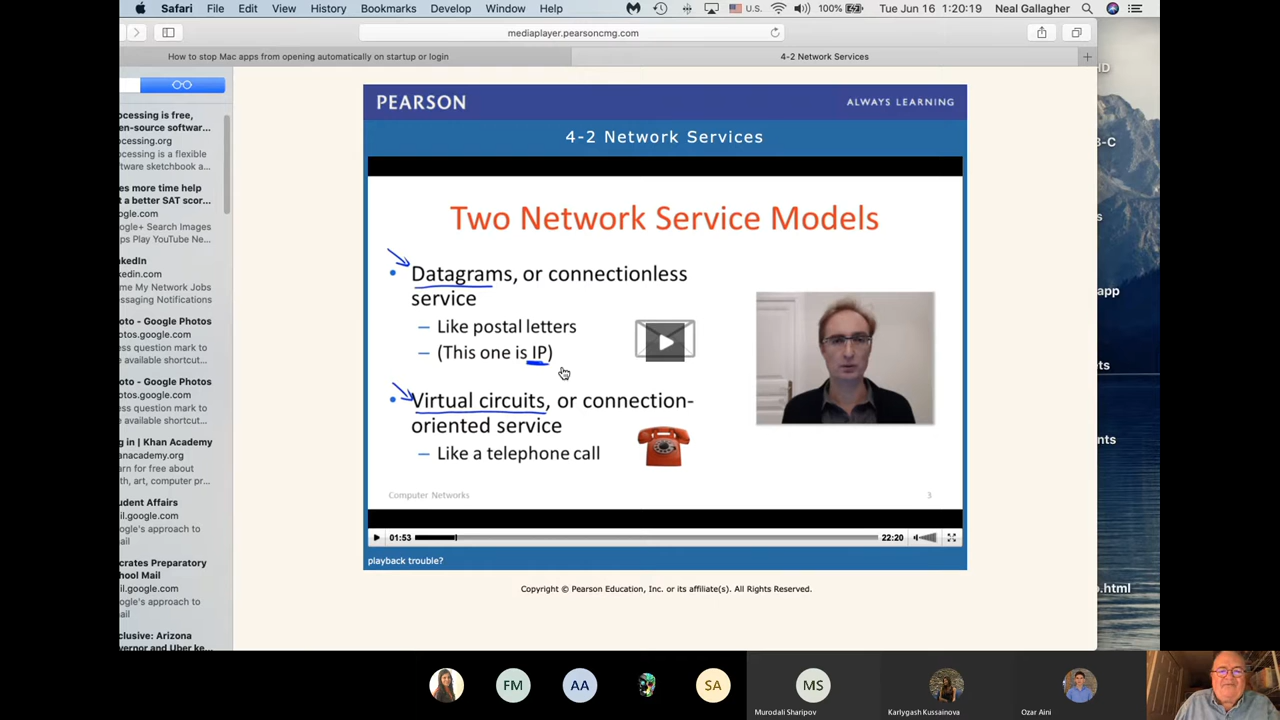 Safari File Edit View History Bookmarks Develop Window Help U.S. 100% Tue Jun 16 1:20:19 Neal Gallagher
mediaplayer.pearsoncmg.com
How to stop Mac apps from opening automatically on startup or login
4-2 Network Services
ocessing is free,
en-source softwar...
ocessing.org
ocessing is a flexible
ftware sketchbook a...
es more time help
t a better SAT scor...
ogle.com
ogle+ Search Images
ps Play YouTube Ne...
nkedIn
kedin.com
me My Network Jobs
essaging Notifications
oto - Google Photos
otos.google.com
ess question mark to
e available shortcut...
oto - Google Photos
otos.google.com
ess question mark to
e available shortcut...
g in | Khan Academy
anacademy.org
arn for free about
th, art, computer pr...
udent Affairs
il.google.com
ogle's approach to
crates Preparatory
hool Mail
il.google.com
ogle's approach to
clusive: Arizona
vernor and Uber ke...
PEARSON
ALWAYS LEARNING
4-2 Network Services
Two Network Service Models
• Datagrams, or connectionless
service
– Like postal letters
– (This one is IP)
• Virtual circuits, or connection-
oriented service
– Like a telephone call
Computer Networks
3
01:53
22:20
playback trouble?
Copyright © Pearson Education, Inc. or its affiliate(s). All Rights Reserved.
ID
3-C
s
app
ts
nts
.html
FM
AA
SA
MS
Murodali Sharipov
Karlygash Kussainova
Ozar Aini